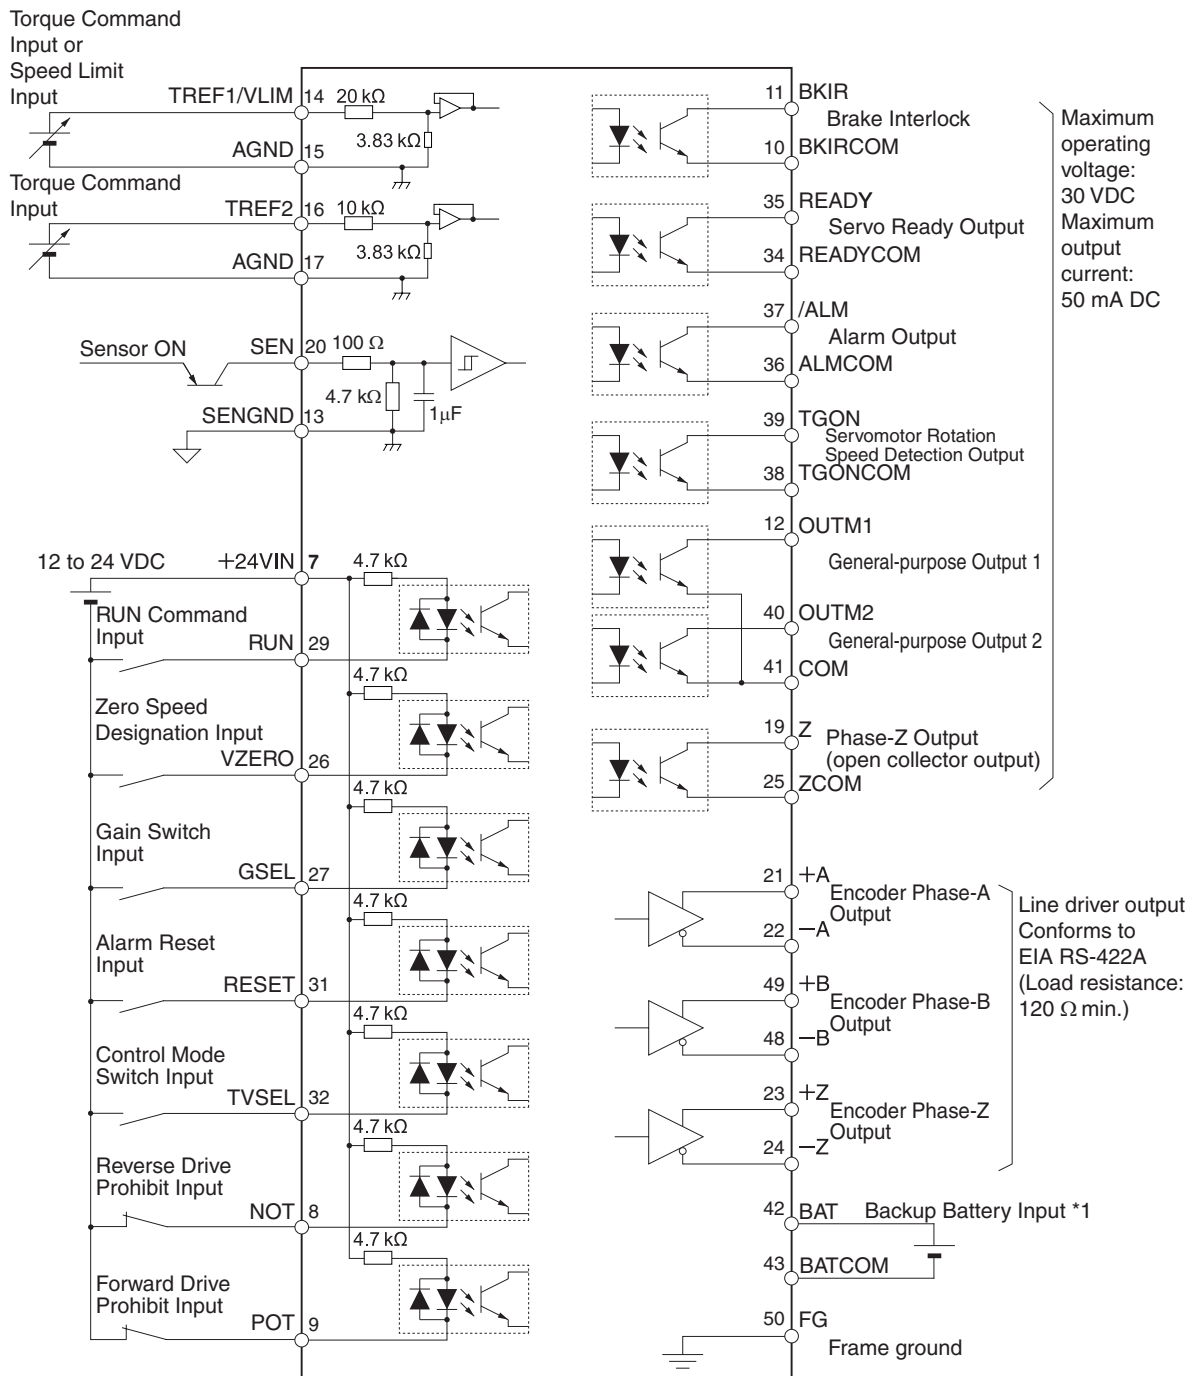 Torque Command
Input or
Speed Limit
Input
TREF1/VLIM 14 20 kΩ
3.83 kΩ
AGND 15
Torque Command
Input
TREF2 16 10 kΩ
3.83 kΩ
AGND 17
Sensor ON SEN 20 100 Ω
4.7 kΩ
1μF
SENGND 13
12 to 24 VDC +24VIN 7 4.7 kΩ
RUN Command
Input
RUN 29
4.7 kΩ
Zero Speed
Designation Input
VZERO 26
4.7 kΩ
Gain Switch
Input
GSEL 27
4.7 kΩ
Alarm Reset
Input
RESET 31
4.7 kΩ
Control Mode
Switch Input
TVSEL 32
4.7 kΩ
Reverse Drive
Prohibit Input
NOT 8
4.7 kΩ
Forward Drive
Prohibit Input
POT 9
11 BKIR
Brake Interlock
10 BKIRCOM
35 READY
Servo Ready Output
34 READYCOM
37 /ALM
Alarm Output
36 ALMCOM
39 TGON
Servomotor Rotation
Speed Detection Output
38 TGONCOM
12 OUTM1
General-purpose Output 1
40 OUTM2
General-purpose Output 2
41 COM
19 Z
Phase-Z Output
(open collector output)
25 ZCOM
Maximum
operating
voltage:
30 VDC
Maximum
output
current:
50 mA DC
21 +A
Encoder Phase-A
Output
22 −A
49 +B
Encoder Phase-B
Output
48 −B
23 +Z
Encoder Phase-Z
Output
24 −Z
Line driver output
Conforms to
EIA RS-422A
(Load resistance:
120 Ω min.)
42 BAT Backup Battery Input *1
43 BATCOM
50 FG
Frame ground